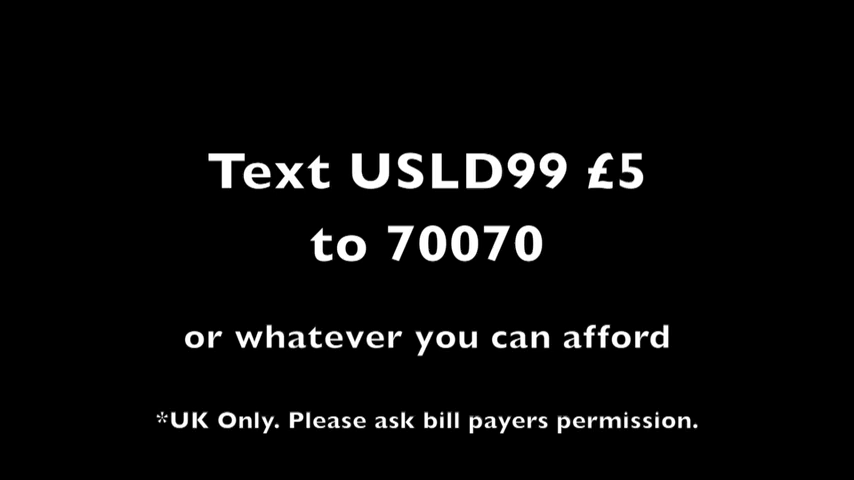 Text USLD99 £5
to 70070
or whatever you can afford
*UK Only. Please ask bill payers permission.